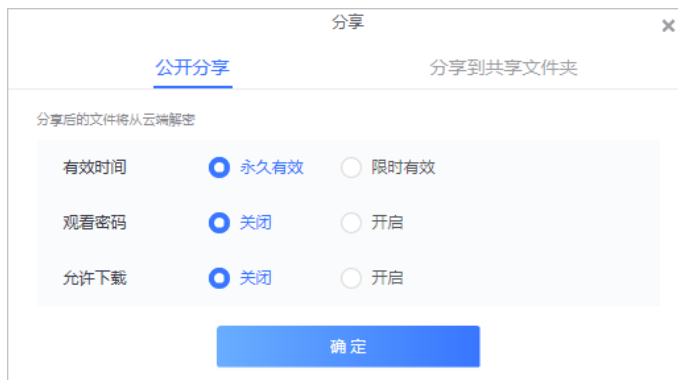 分享
公开分享 分享到共享文件夹
分享后的文件将从云端解密
有效时间 永久有效 限时有效
观看密码 关闭 开启
允许下载 关闭 开启
确定